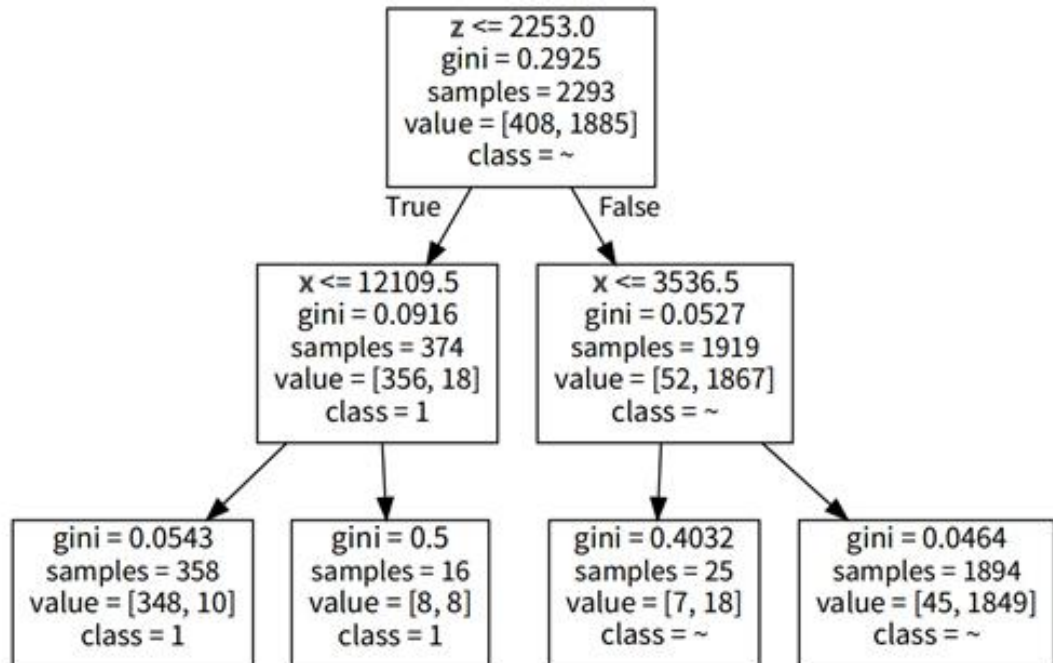 z <= 2253.0
gini = 0.2925
samples = 2293
value = [408, 1885]
class = ~
True
False
x <= 12109.5
gini = 0.0916
samples = 374
value = [356, 18]
class = 1
x <= 3536.5
gini = 0.0527
samples = 1919
value = [52, 1867]
class = ~
gini = 0.0543
samples = 358
value = [348, 10]
class = 1
gini = 0.5
samples = 16
value = [8, 8]
class = 1
gini = 0.4032
samples = 25
value = [7, 18]
class = ~
gini = 0.0464
samples = 1894
value = [45, 1849]
class = ~